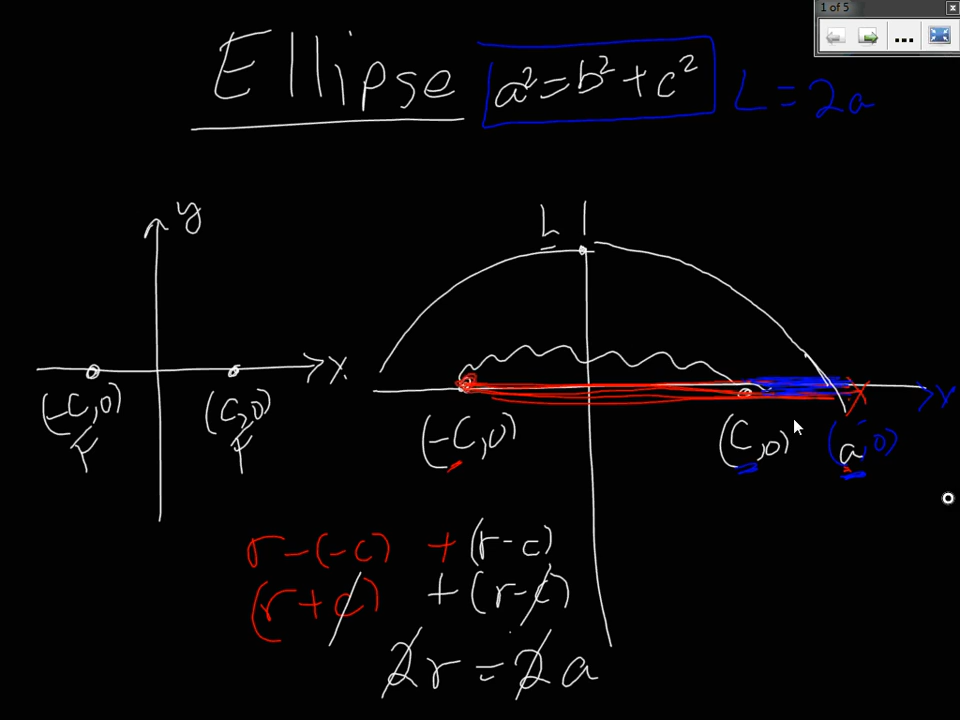 1 of 5
Ellipse a² = b² + c² L = 2a
y
L
x
x
(-C,0) (C,0)
F F
(-C,0) (C,0) (a,0)
r-(-c) + (r-c)
(r+c) + (r-c)
2r = 2a